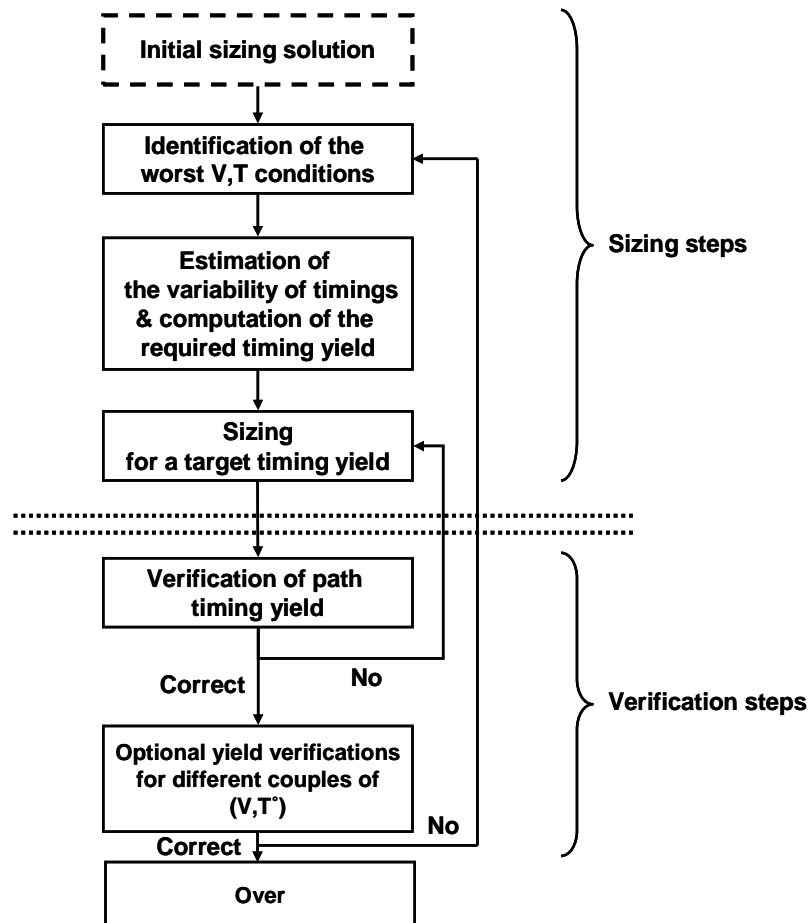 Initial sizing solution
Identification of the
worst V,T conditions
Estimation of
the variability of timings
& computation of the
required timing yield
Sizing
for a target timing yield
Sizing steps
Verification of path
timing yield
Correct
No
Optional yield verifications
for different couples of
(V,T°)
Verification steps
No
Correct
Over